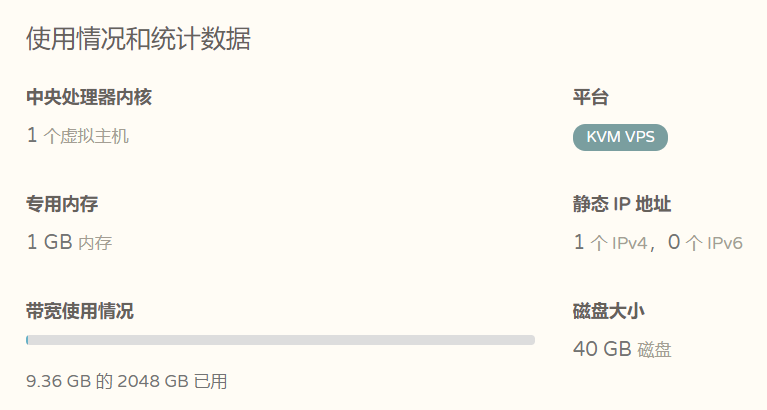 使用情况和统计数据
中央处理器内核
平台
1 个虚拟主机
KVM VPS
专用内存
静态 IP 地址
1 GB 内存
1 个 IPv4，0 个 IPv6
带宽使用情况
磁盘大小
40 GB 磁盘
9.36 GB 的 2048 GB 已用